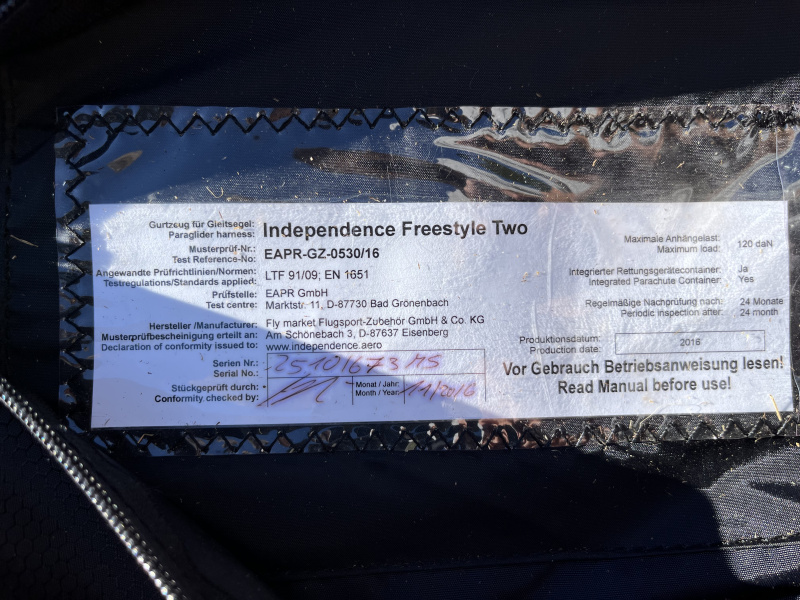 Gurtzeug für Gleitsegel:
Paraglider harness: Independence Freestyle Two
Musterprüf-Nr.:
Test Reference-No: EAPR-GZ-0530/16
Angewandte Prüfrichtlinien/Normen:
Testregulations/Standards applied: LTF 91/09; EN 1651
Prüfstelle: EAPR GmbH
Test centre: Marktstr. 11, D-87730 Bad Grönenbach
Hersteller /Manufacturer: Fly market Flugsport-Zubehör GmbH & Co. KG
Musterprüfbescheinigung erteilt an: Am Schönebach 3, D-87637 Eisenberg
Declaration of conformity issued to: www.independence.aero
Serien Nr.:
Serial No.: 25101673 MS
Stückgeprüft durch:
Conformity checked by:
Monat / Jahr:
Month / Year: 11/2016
Maximale Anhängelast:
Maximum load: 120 daN
Integrierter Rettungsgerätecontainer: Ja
Integrated Parachute Container: Yes
Regelmäßige Nachprüfung nach: 24 Monate
Periodic inspection after: 24 month
Produktionsdatum:
Production date: 2016
Vor Gebrauch Betriebsanweisung lesen!
Read Manual before use!